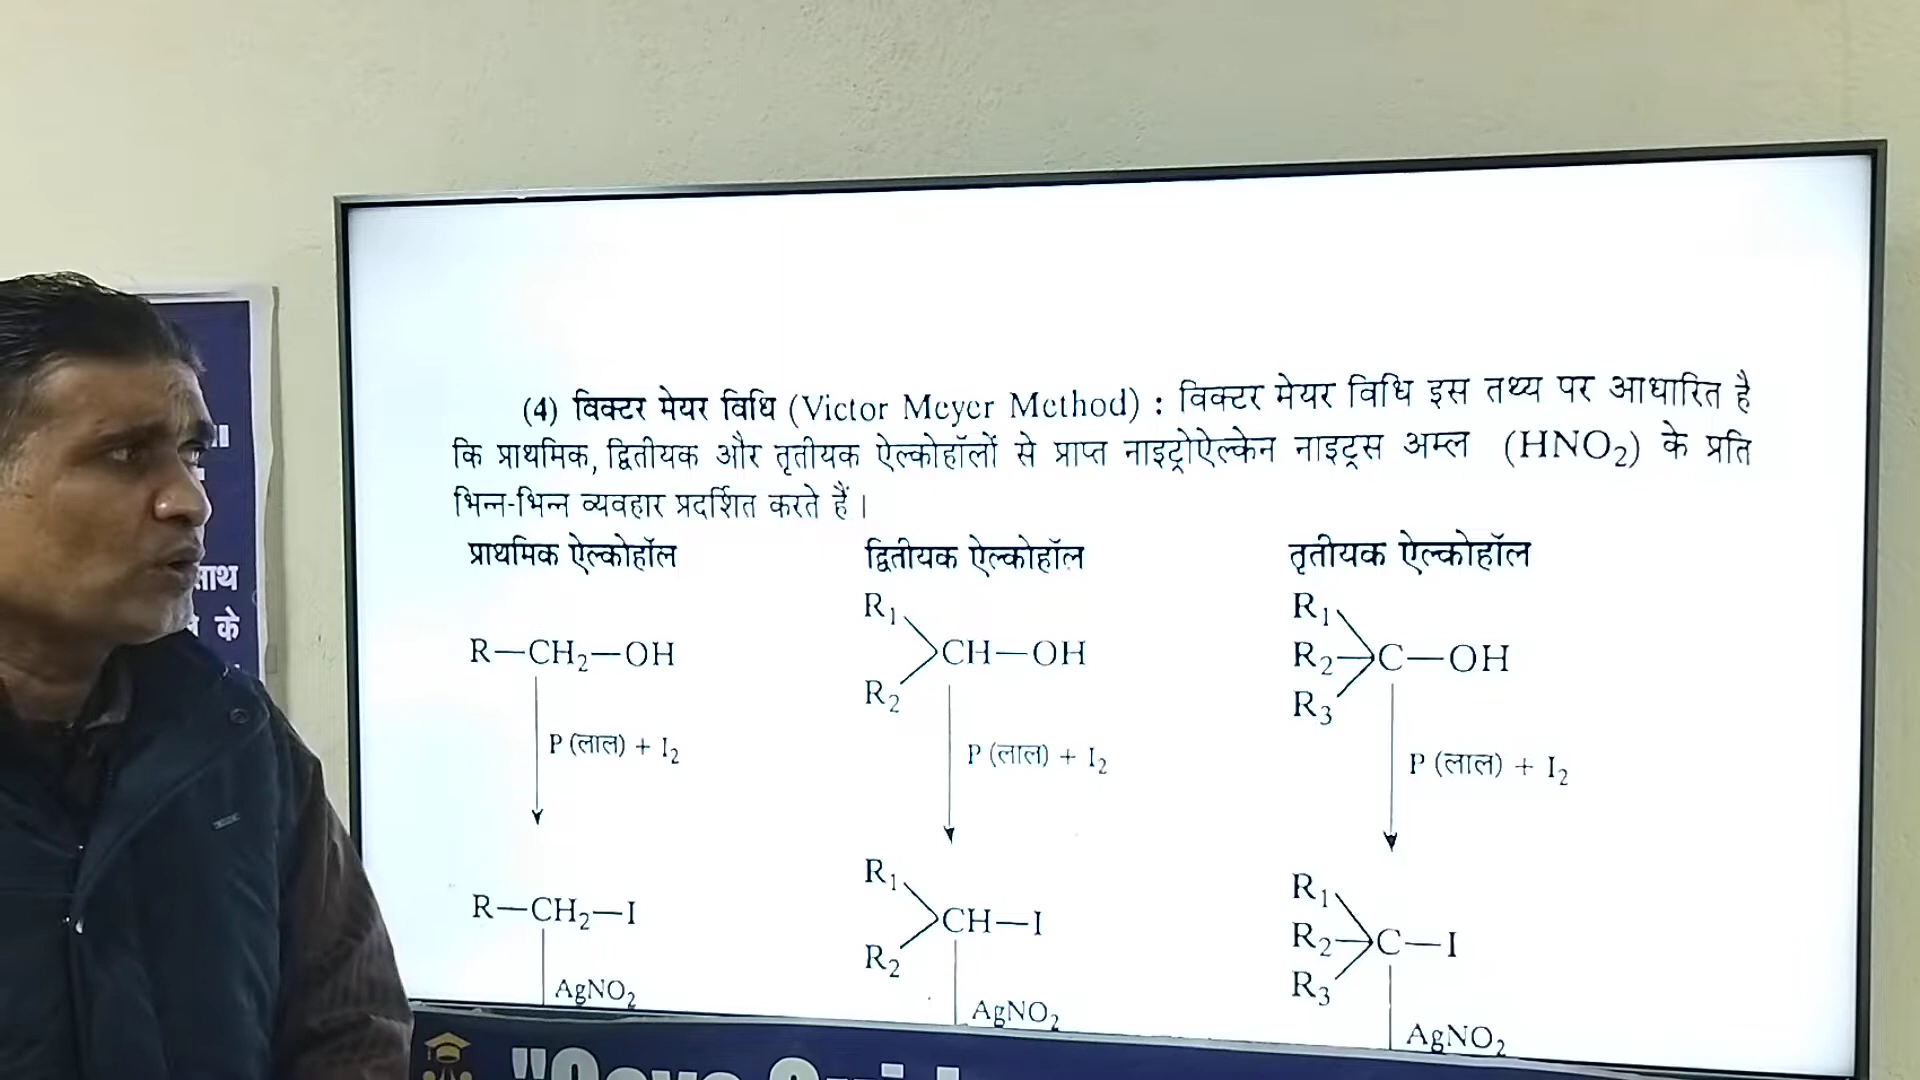 (4) विक्टर मेयर विधि (Victor Meyer Method) : विक्टर मेयर विधि इस तथ्य पर आधारित है
कि प्राथमिक, द्वितीयक और तृतीयक ऐल्कोहॉलों से प्राप्त नाइट्रोऐल्केन नाइट्रस अम्ल (HNO₂) के प्रति
भिन्न-भिन्न व्यवहार प्रदर्शित करते हैं ।
प्राथमिक ऐल्कोहॉल
R—CH₂—OH
P (लाल) + I₂
R—CH₂—I
AgNO₂
द्वितीयक ऐल्कोहॉल
R₁
CH—OH
R₂
P (लाल) + I₂
R₁
CH—I
R₂
AgNO₂
तृतीयक ऐल्कोहॉल
R₁
R₂ C—OH
R₃
P (लाल) + I₂
R₁
R₂ C—I
R₃
AgNO₂
के